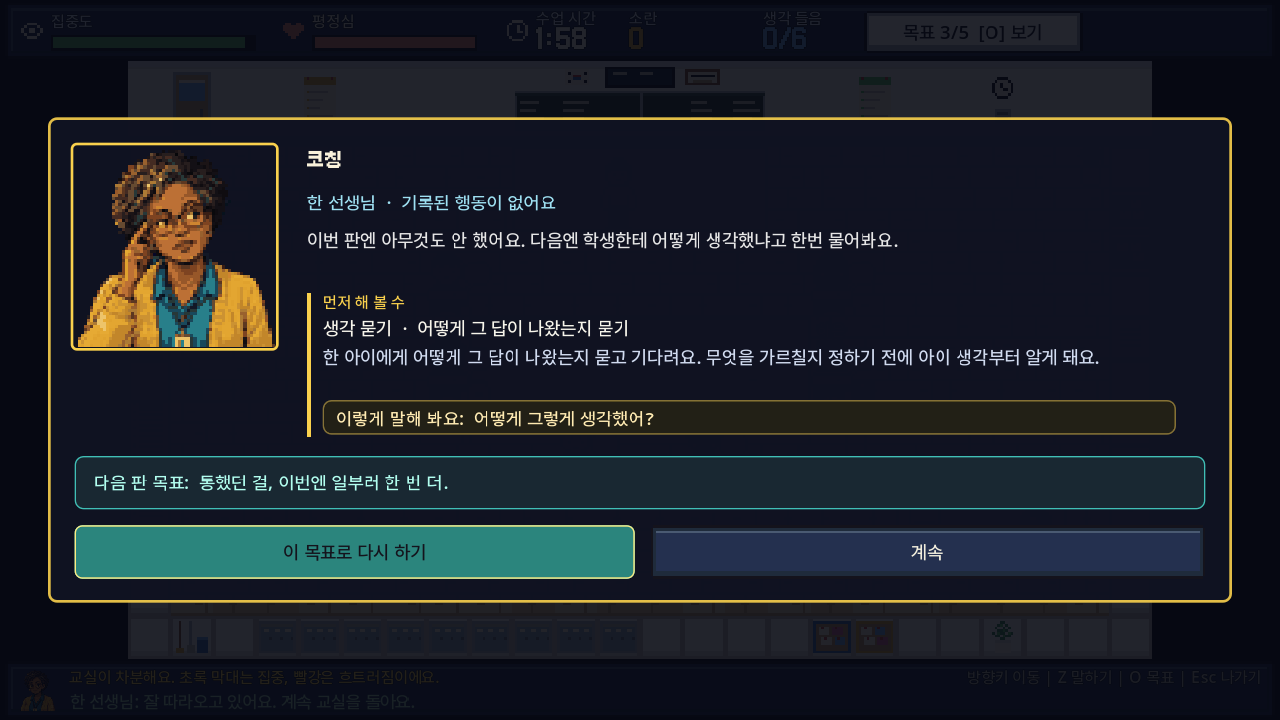 집중도
평정심
수업 시간
1:58
소란
0
생각 들음
0/6
목표 3/5 [O] 보기
코칭
한 선생님 · 기록된 행동이 없어요
이번 판엔 아무것도 안 했어요. 다음엔 학생한테 어떻게 생각했냐고 한번 물어봐요.
먼저 해 볼 수
생각 묻기 · 어떻게 그 답이 나왔는지 묻기
한 아이에게 어떻게 그 답이 나왔는지 묻고 기다려요. 무엇을 가르칠지 정하기 전에 아이 생각부터 알게 돼요.
이렇게 말해 봐요: 어떻게 그렇게 생각했어?
다음 판 목표: 통했던 걸, 이번엔 일부러 한 번 더.
이 목표로 다시 하기
계속
교실이 차분해요. 초록 막대는 집중, 빨강은 흐트러짐이에요.
한 선생님: 잘 따라오고 있어요. 계속 교실을 돌아요.
방향키 이동 | Z 말하기 | O 목표 | Esc 나가기